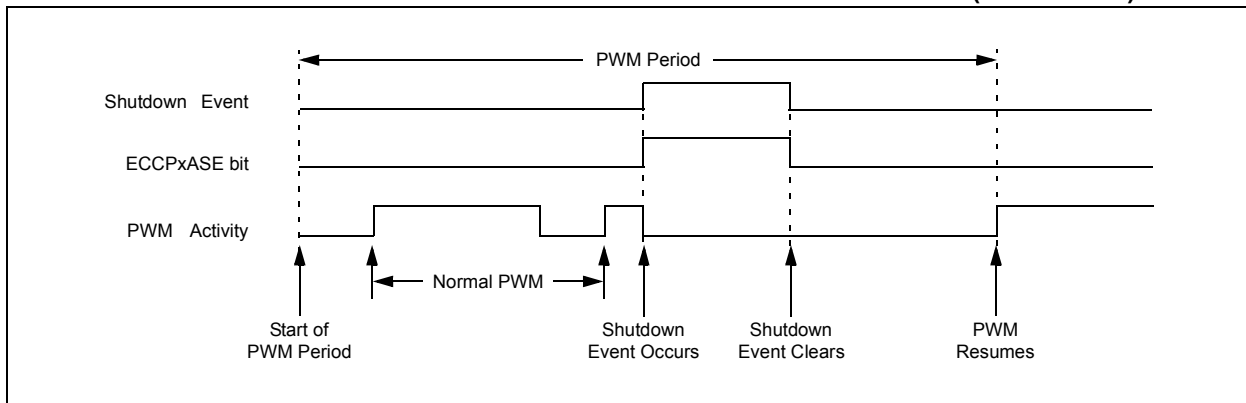 PWM Period
Shutdown Event
ECCPxASE bit
PWM Activity
Normal PWM
Start of
PWM Period
Shutdown
Event Occurs
Shutdown
Event Clears
PWM
Resumes